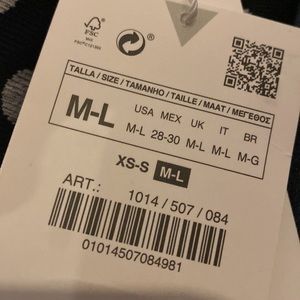 FSC
TALLA / SIZE / TAMANHO / TAILLE / MAAT / ΜΕΓΕΘΟΣ
M-L
USA MEX UK IT BR
M-L 28-30 M-L M-L M-G
XS-S M-L
ART.: 1014 / 507 / 084
01014507084981